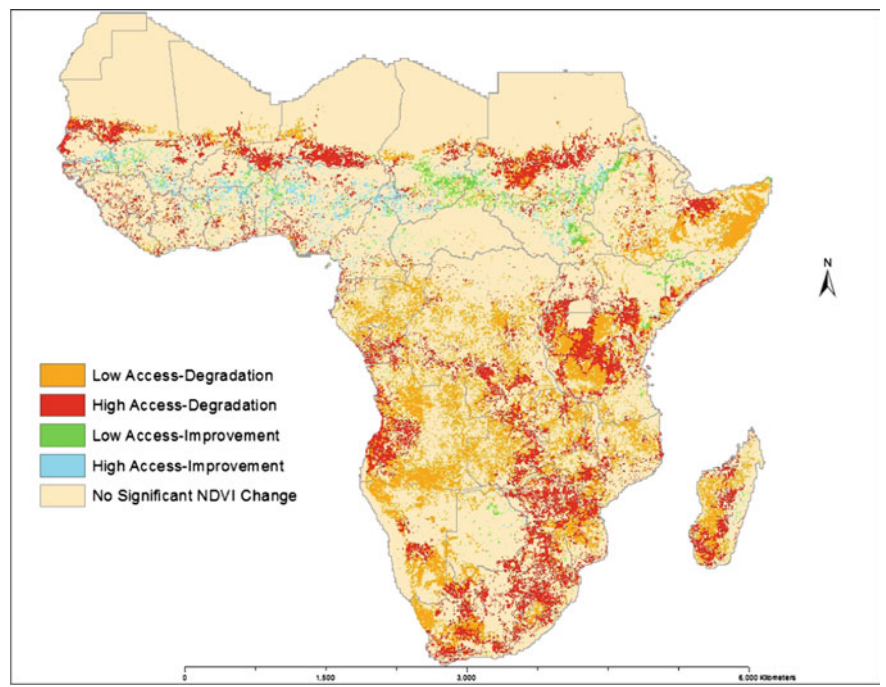 N
Low Access-Degradation
High Access-Degradation
Low Access-Improvement
High Access-Improvement
No Significant NDVI Change
0 1,500 3,000 6,000 Kilometers